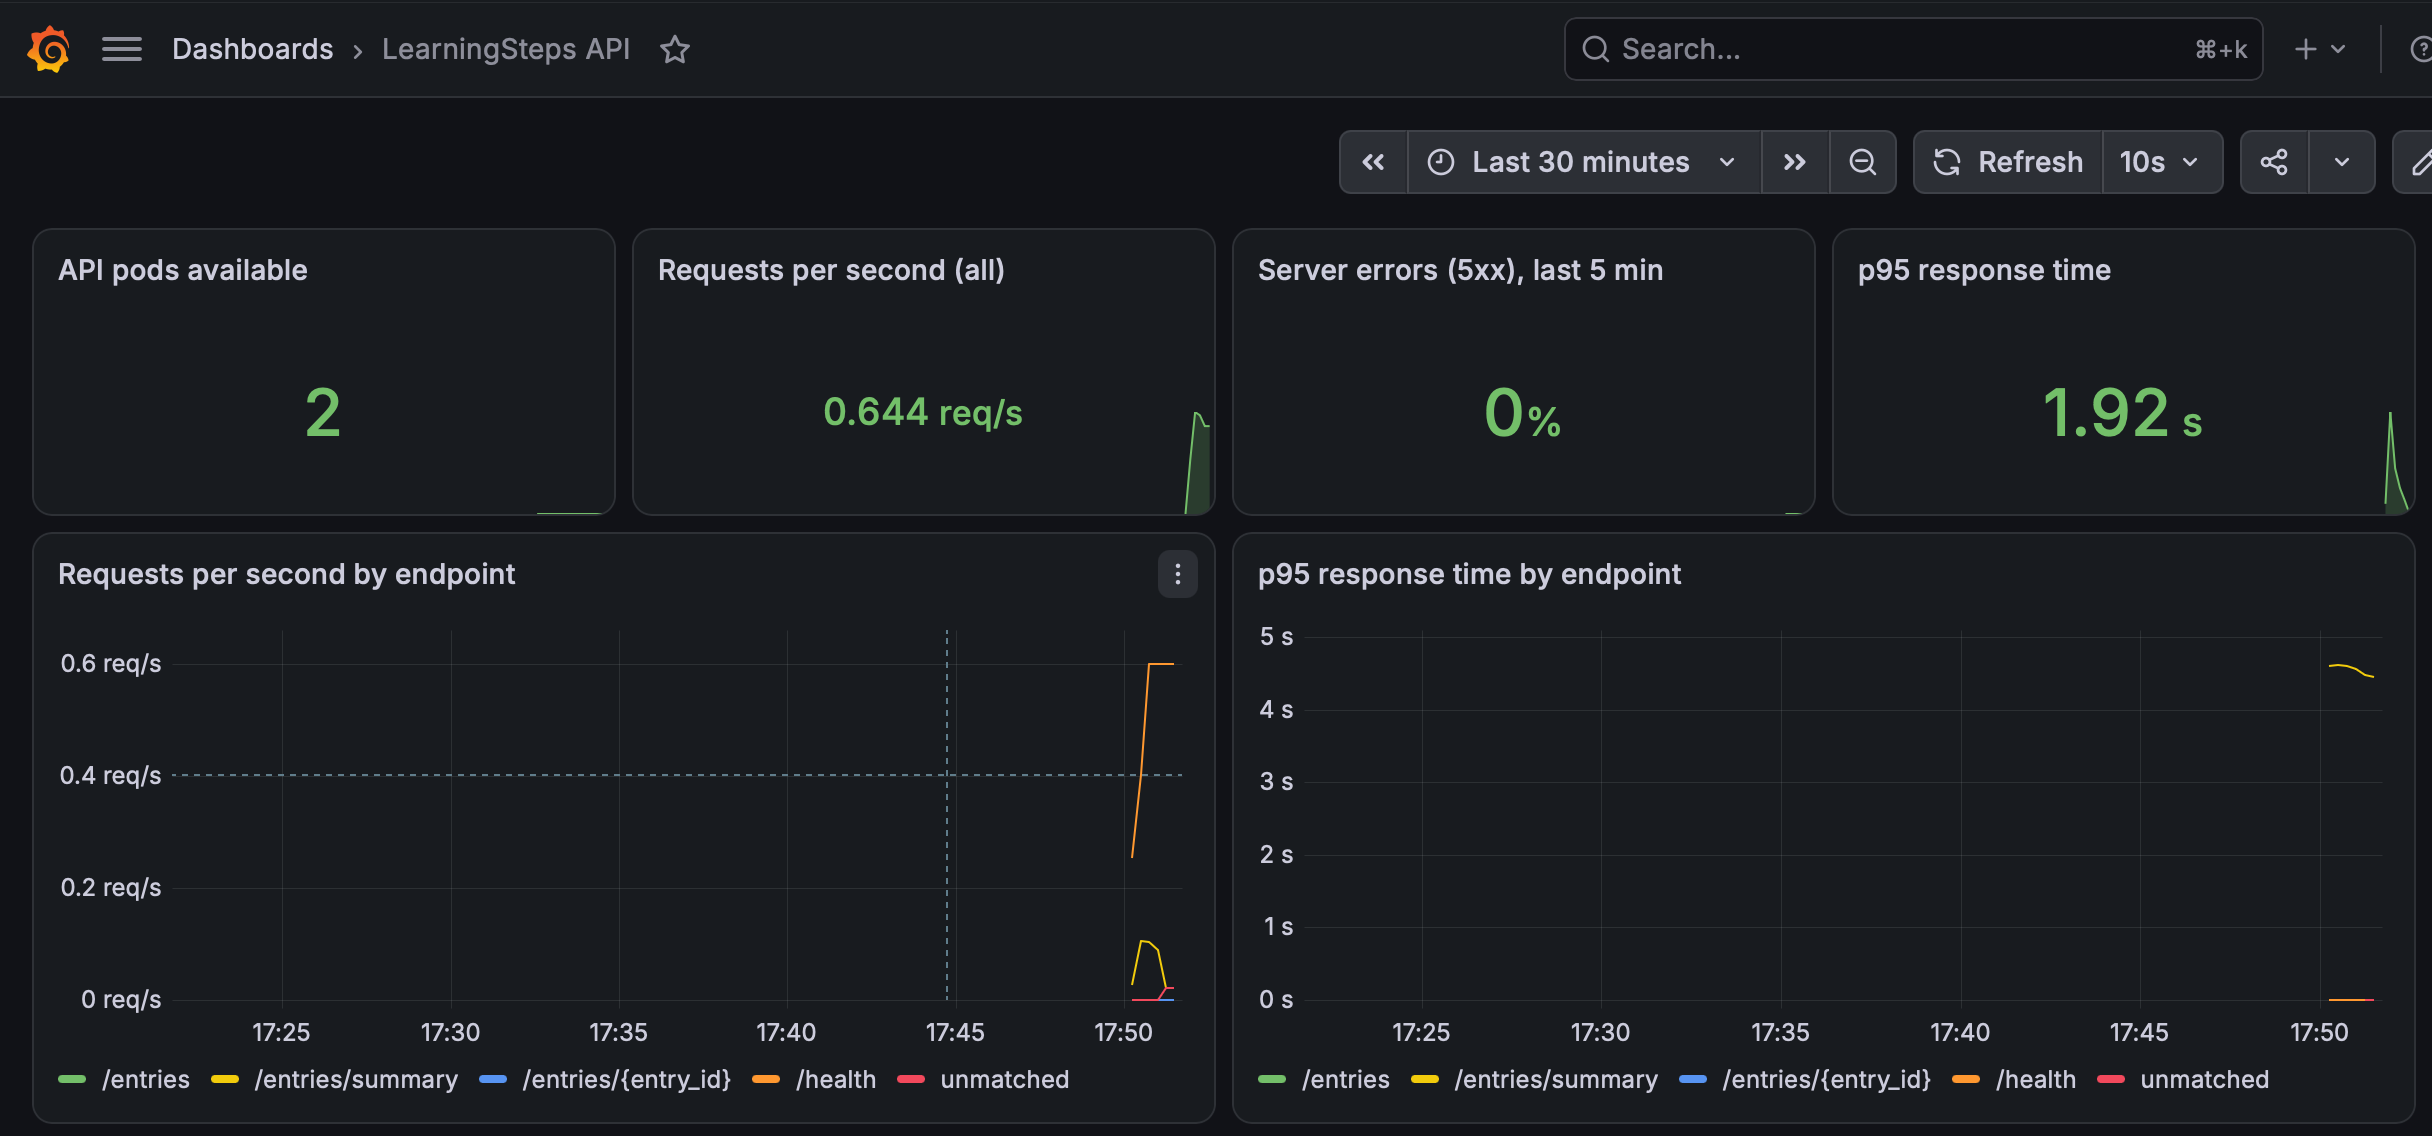 Dashboards › LearningSteps API
Search... ⌘+k
Last 30 minutes
Refresh 10s
API pods available
2
Requests per second (all)
0.644 req/s
Server errors (5xx), last 5 min
0%
p95 response time
1.92 s
Requests per second by endpoint
0.6 req/s
0.4 req/s
0.2 req/s
0 req/s
17:25 17:30 17:35 17:40 17:45 17:50
/entries /entries/summary /entries/{entry_id} /health unmatched
p95 response time by endpoint
5 s
4 s
3 s
2 s
1 s
0 s
17:25 17:30 17:35 17:40 17:45 17:50
/entries /entries/summary /entries/{entry_id} /health unmatched